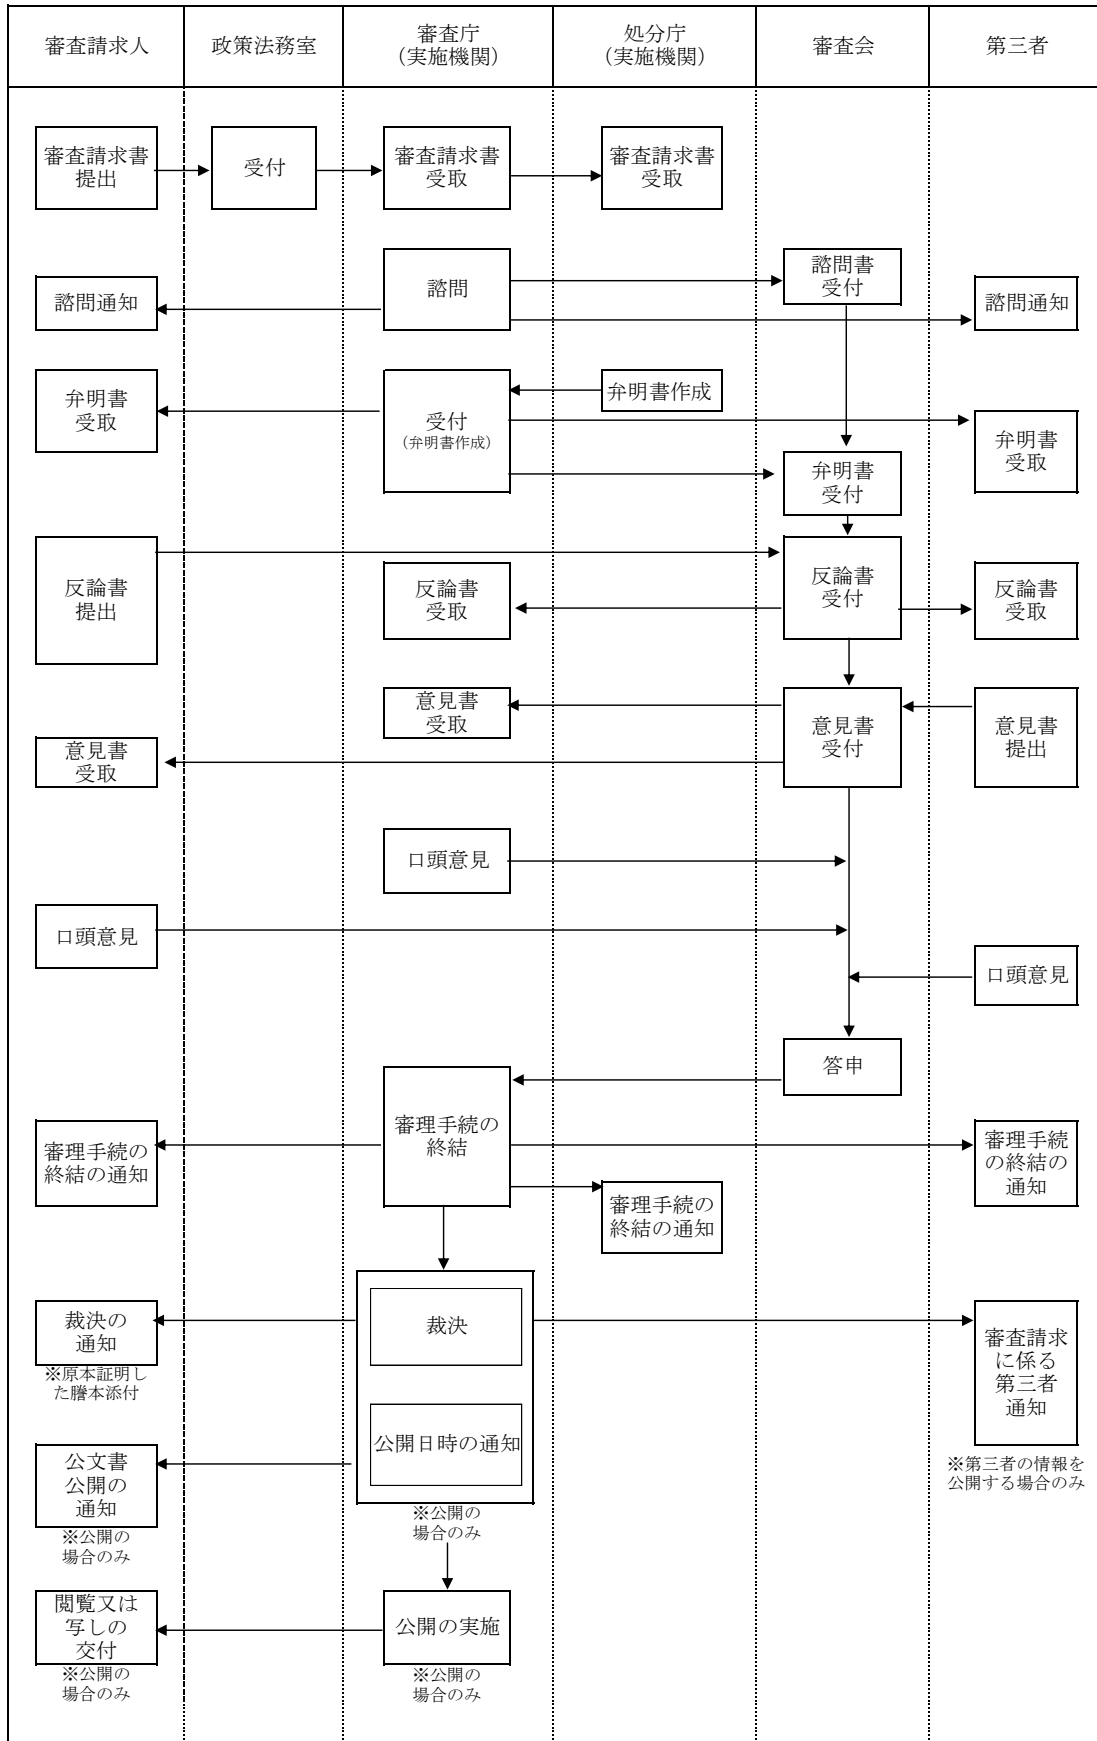 審査請求人
政策法務室
審査庁
（実施機関）
処分庁
（実施機関）
審査会
第三者
審査請求書
提出
受付
審査請求書
受取
審査請求書
受取
諮問
諮問書
受付
諮問通知
諮問通知
弁明書
受取
受付
（弁明書作成）
弁明書作成
弁明書
受付
弁明書
受取
反論書
提出
反論書
受取
反論書
受付
反論書
受取
意見書
受取
意見書
受付
意見書
提出
意見書
受取
口頭意見
口頭意見
口頭意見
答申
審理手続の
終結
審理手続の
終結の通知
審理手続
の終結の
通知
審理手続の
終結の通知
裁決の
通知
※原本証明し
た謄本添付
裁決
審査請求
に係る
第三者
通知
※第三者の情報を
公開する場合のみ
公開日時の通知
※公開の
場合のみ
公文書
公開の
通知
※公開の
場合のみ
閲覧又は
写しの
交付
※公開の
場合のみ
公開の実施
※公開の
場合のみ